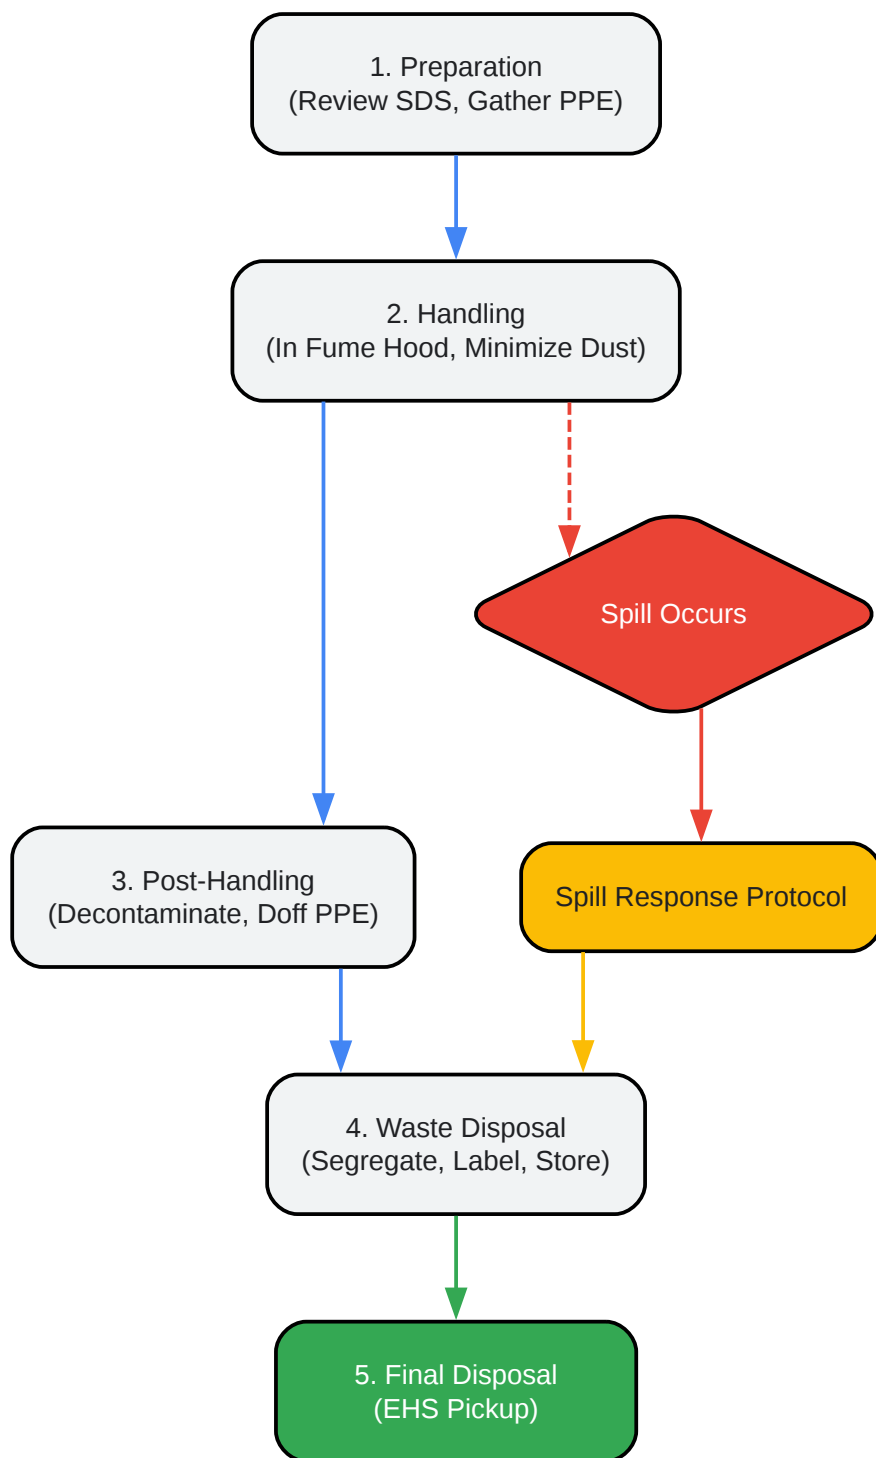 1. Preparation
(Review SDS, Gather PPE)
2. Handling
(In Fume Hood, Minimize Dust)
Spill Occurs
3. Post-Handling
(Decontaminate, Doff PPE)
Spill Response Protocol
4. Waste Disposal
(Segregate, Label, Store)
5. Final Disposal
(EHS Pickup)